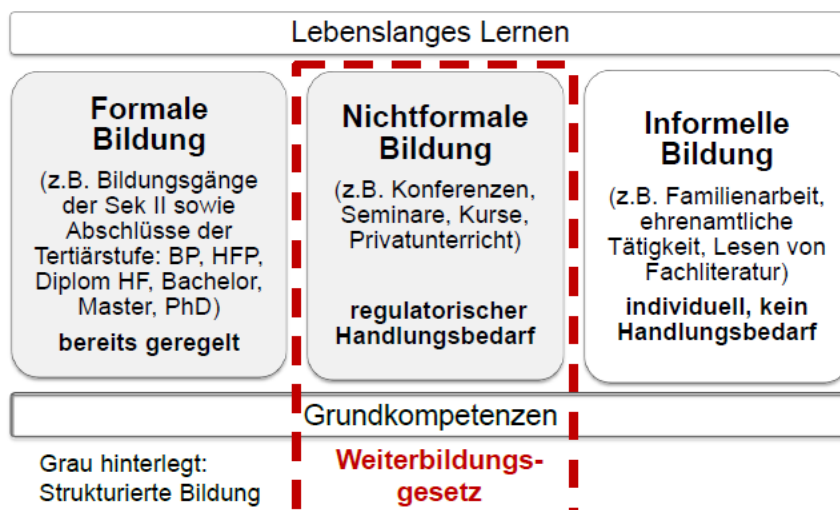 Lebenslanges Lernen
Formale
Bildung
(z.B. Bildungsgänge
der Sek II sowie
Abschlüsse der
Tertiärstufe: BP, HFP,
Diplom HF, Bachelor,
Master, PhD)
bereits geregelt
Nichtformale
Bildung
(z.B. Konferenzen,
Seminare, Kurse,
Privatunterricht)
regulatorischer
Handlungsbedarf
Informelle
Bildung
(z.B. Familienarbeit,
ehrenamtliche
Tätigkeit, Lesen von
Fachliteratur)
individuell, kein
Handlungsbedarf
Grundkompetenzen
Grau hinterlegt:
Strukturierte Bildung
Weiterbildungs-
gesetz